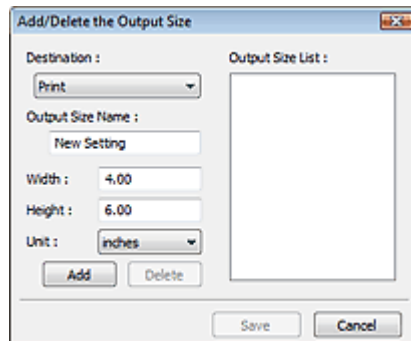 Add/Delete the Output Size
Destination :
Print
Output Size Name :
New Setting
Width : 4.00
Height : 6.00
Unit : inches
Add Delete
Output Size List :
Save Cancel